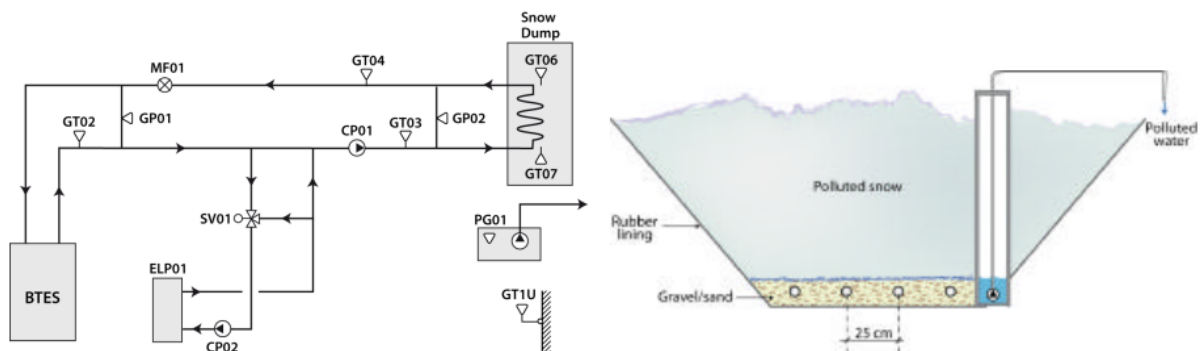 Snow
Dump
GT04
GT06
MF01
GT02
GP01
CP01
GT03
GP02
GT07
SV01
PG01
BTES
ELP01
CP02
GT1U
Polluted
water
Polluted snow
Rubber
lining
Gravel/sand
25 cm